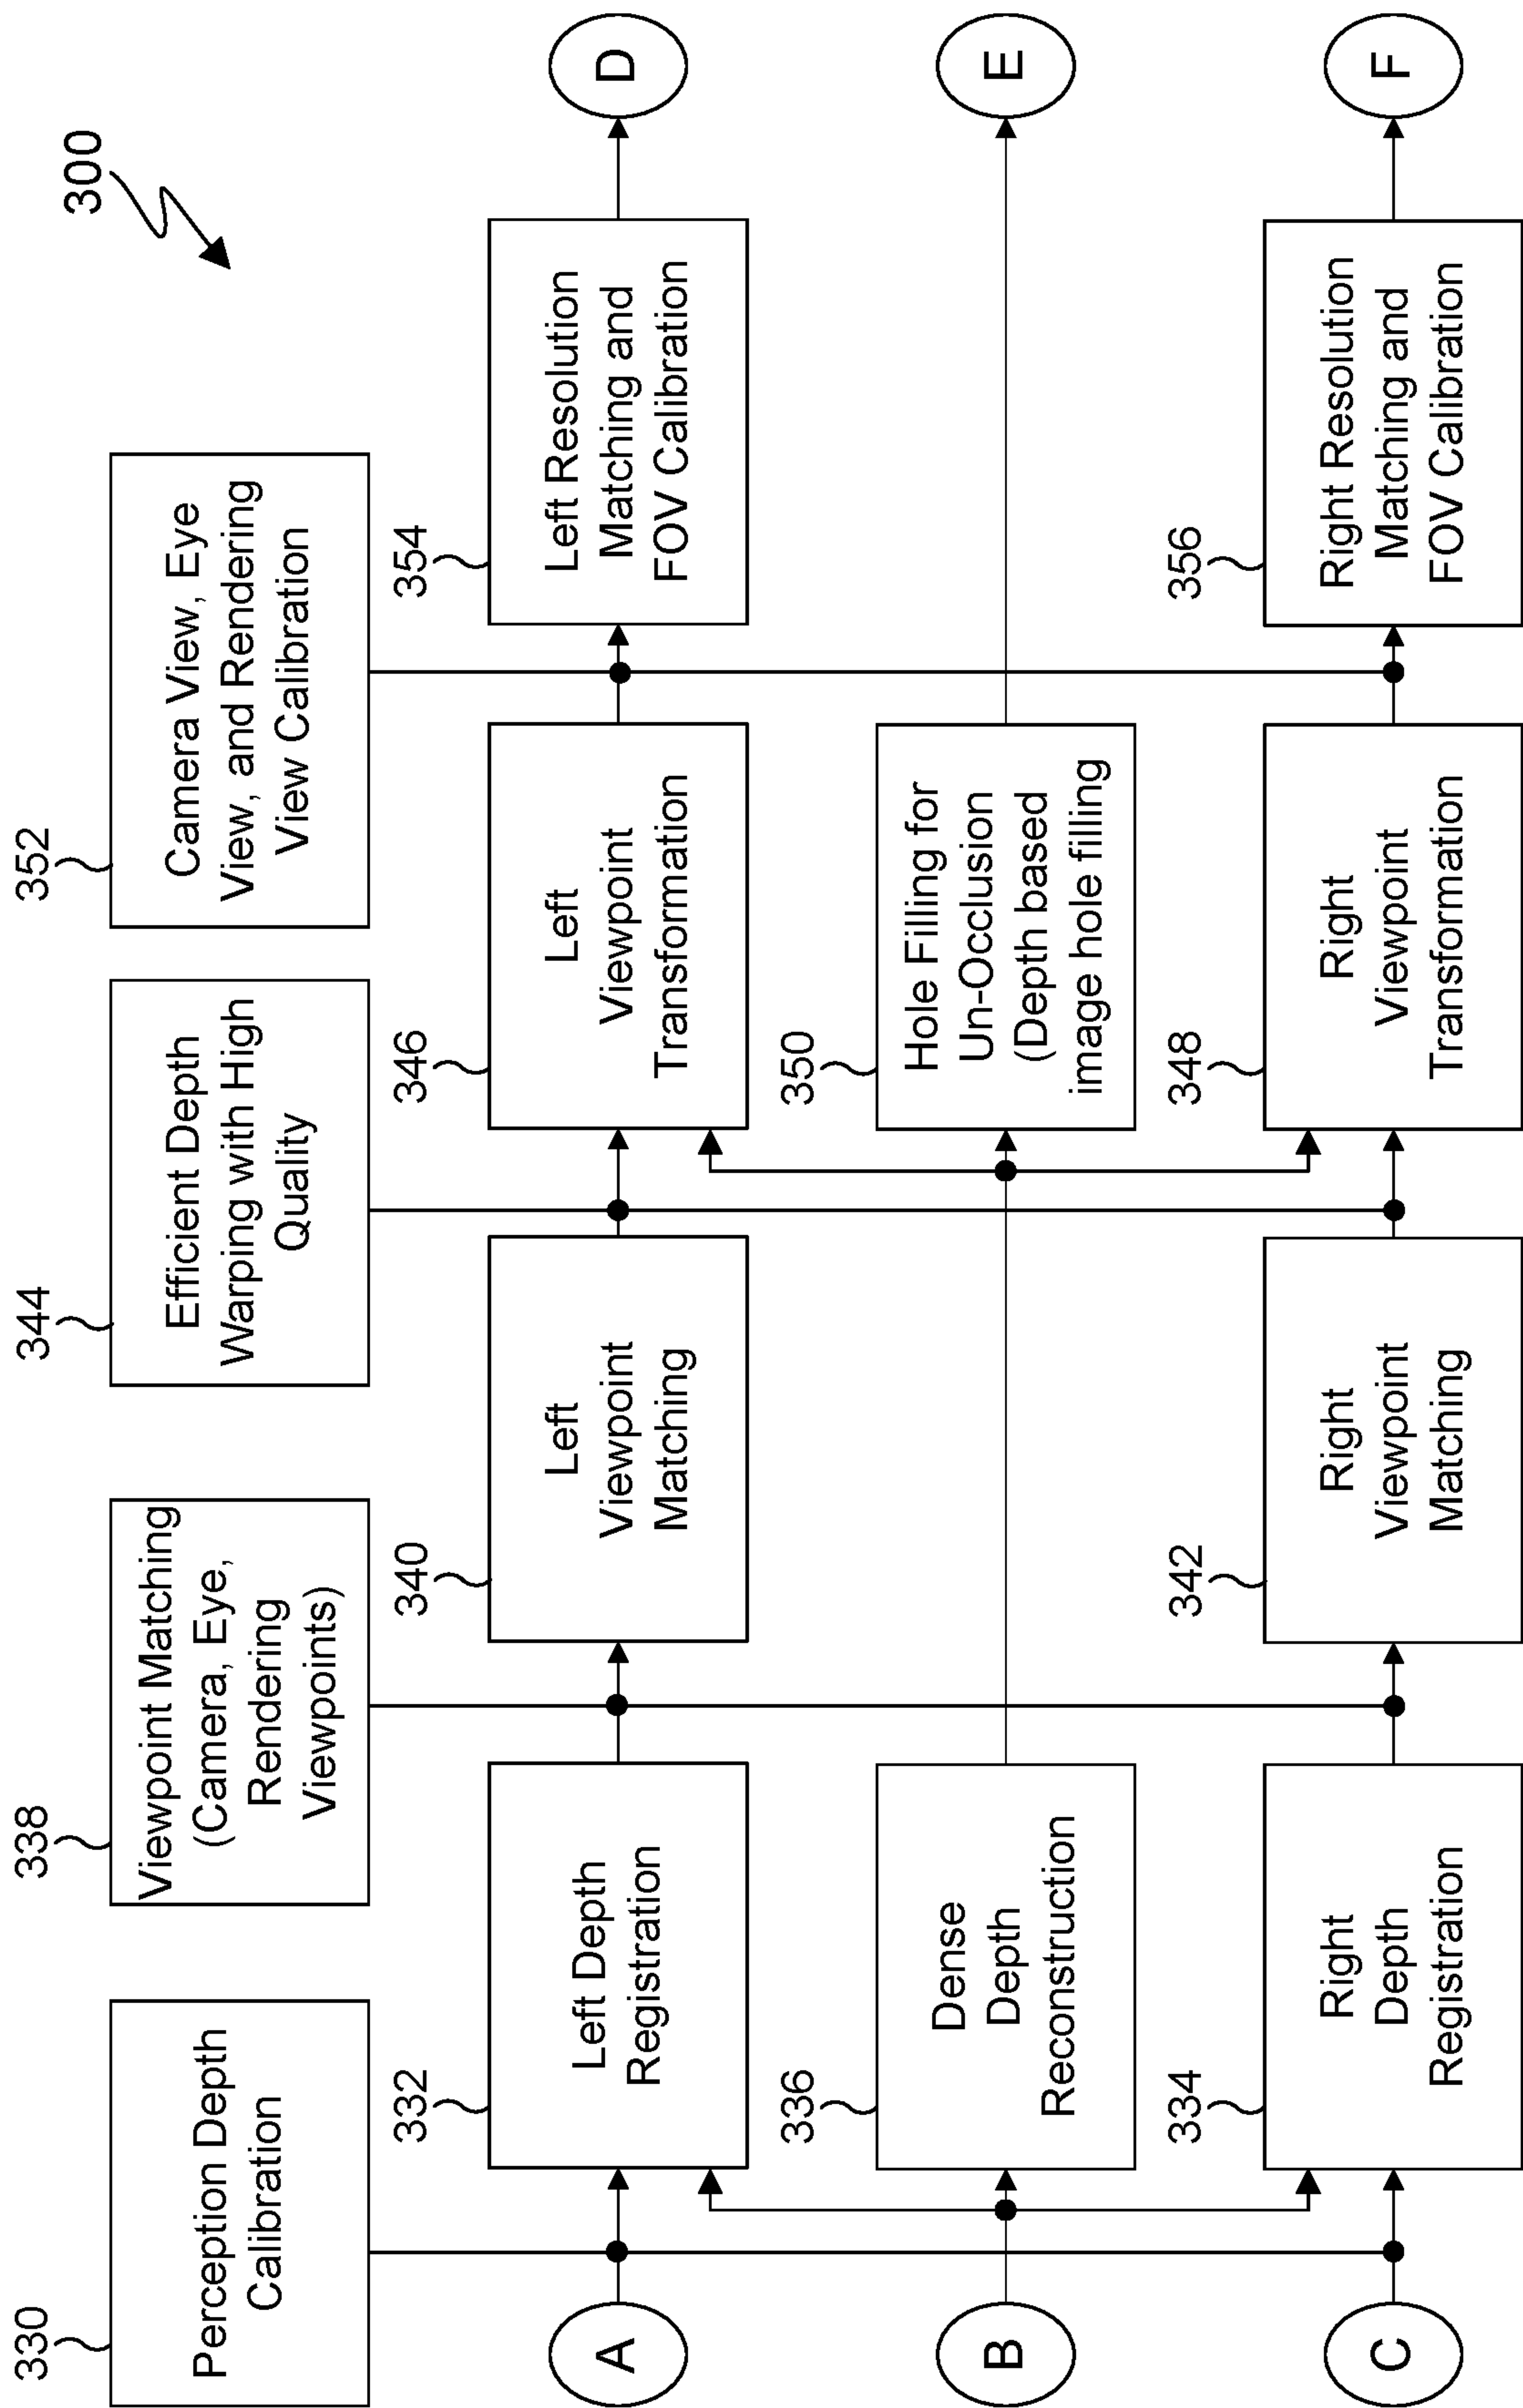 300
330
Perception Depth
Calibration
338
Viewpoint Matching
(Camera, Eye,
Rendering
Viewpoints)
344
Efficient Depth
Warping with High
Quality
352
Camera View, Eye
View, and Rendering
View Calibration
A
332
Left Depth
Registration
340
Left
Viewpoint
Matching
346
Left
Viewpoint
Transformation
354
Left Resolution
Matching and
FOV Calibration
D
B
336
Dense
Depth
Reconstruction
350
Hole Filling for
Un-Occlusion
(Depth based
image hole filling
E
C
334
Right
Depth
Registration
342
Right
Viewpoint
Matching
348
Right
Viewpoint
Transformation
356
Right Resolution
Matching and
FOV Calibration
F